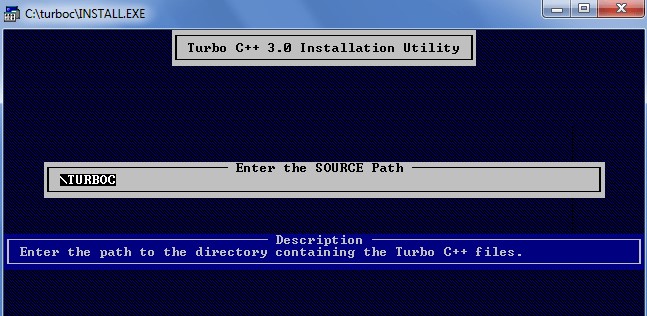 C:\turboc\INSTALL.EXE
Turbo C++ 3.0 Installation Utility
Enter the SOURCE Path
\TURBOC
Description
Enter the path to the directory containing the Turbo C++ files.